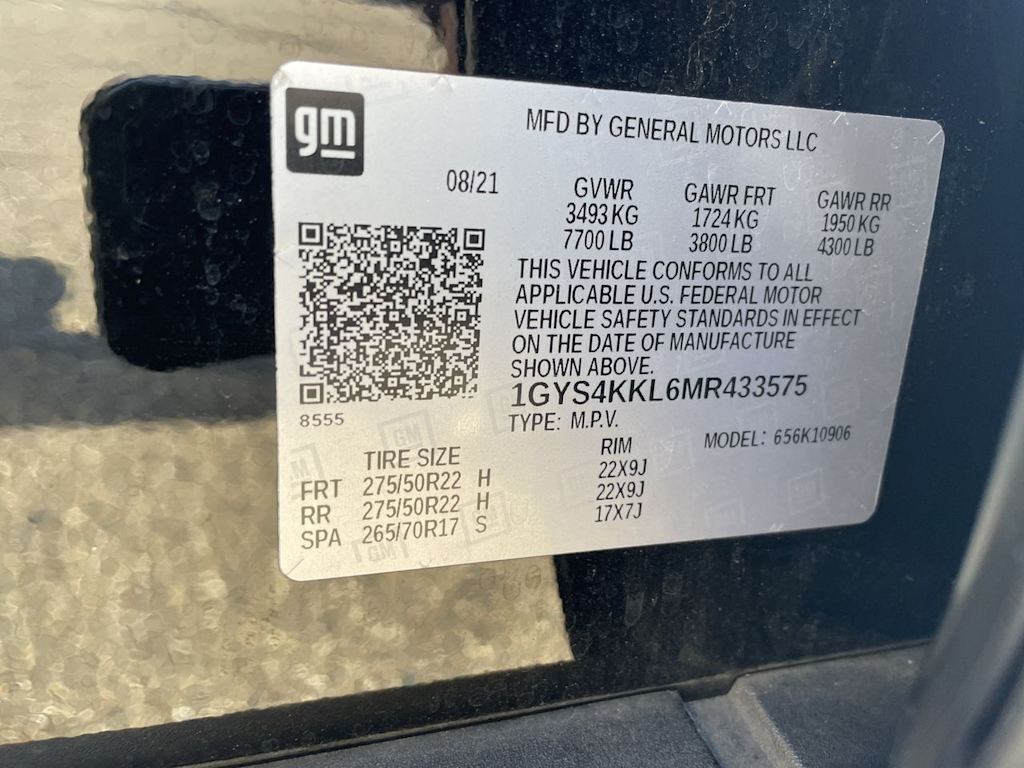 gm
MFD BY GENERAL MOTORS LLC
08/21
GVWR GAWR FRT GAWR RR
3493 KG 1724 KG 1950 KG
7700 LB 3800 LB 4300 LB
THIS VEHICLE CONFORMS TO ALL
APPLICABLE U.S. FEDERAL MOTOR
VEHICLE SAFETY STANDARDS IN EFFECT
ON THE DATE OF MANUFACTURE
SHOWN ABOVE.
1GYS4KKL6MR433575
8555
TYPE: M.P.V. MODEL: 656K10906
TIRE SIZE RIM
FRT 275/50R22 H 22X9J
RR 275/50R22 H 22X9J
SPA 265/70R17 S 17X7J
GM
GM